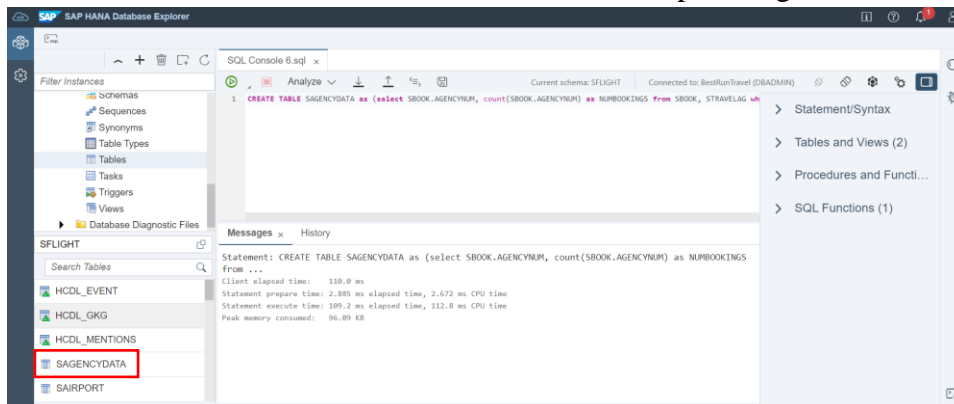 SAP SAP HANA Database Explorer
1
SQL Console 6.sql x
Filter Instances
Analyze
Current schema: SFLIGHT
Connected to: BestRunTravel (DBADMIN)
1 CREATE TABLE SAGENCYDATA as (select SBOOK.AGENCYNUM, count(SBOOK.AGENCYNUM) as NUMBOOKINGS from SBOOK, STRAVELAG wh
Schemas
Sequences
Synonyms
Table Types
Tables
Tasks
Triggers
Views
Database Diagnostic Files
Statement/Syntax
Tables and Views (2)
Procedures and Functi...
SQL Functions (1)
SFLIGHT
Search Tables
HCDL_EVENT
HCDL_GKG
HCDL_MENTIONS
SAGENCYDATA
SAIRPORT
Messages x History
Statement: CREATE TABLE SAGENCYDATA as (select SBOOK.AGENCYNUM, count(SBOOK.AGENCYNUM) as NUMBOOKINGS
from ...
Client elapsed time: 110.0 ms
Statement prepare time: 2.885 ms elapsed time, 2.672 ms CPU time
Statement execute time: 109.2 ms elapsed time, 112.8 ms CPU time
Peak memory consumed: 96.09 KB